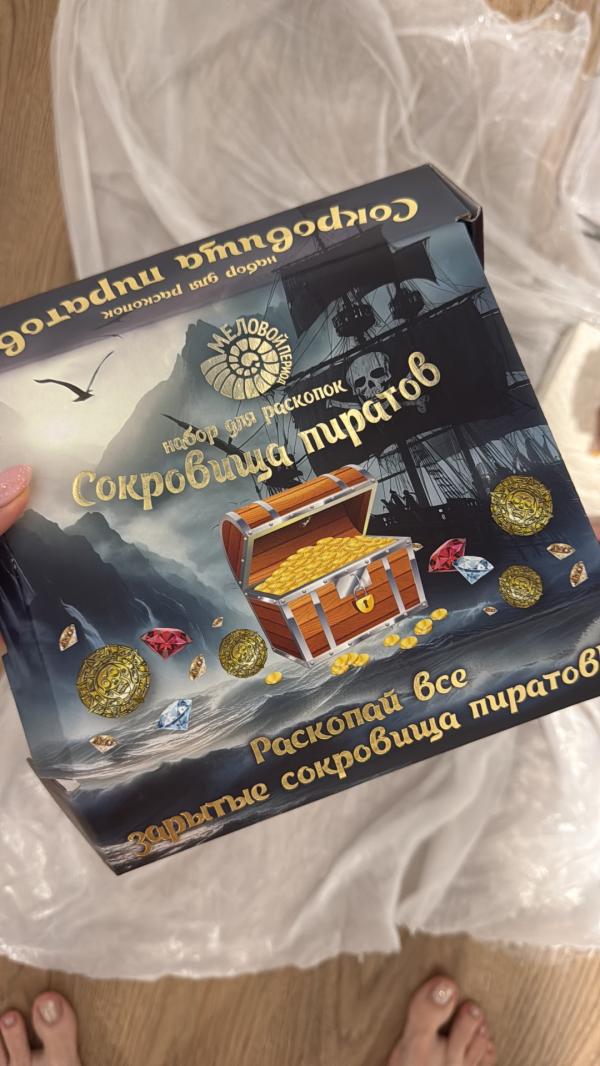 Сокровища пиратов
набор для раскопок
МЕЛОВОЙ ПЕРИОД
набор для раскопок
Сокровища пиратов
Раскопай все
зарытые сокровища пиратов